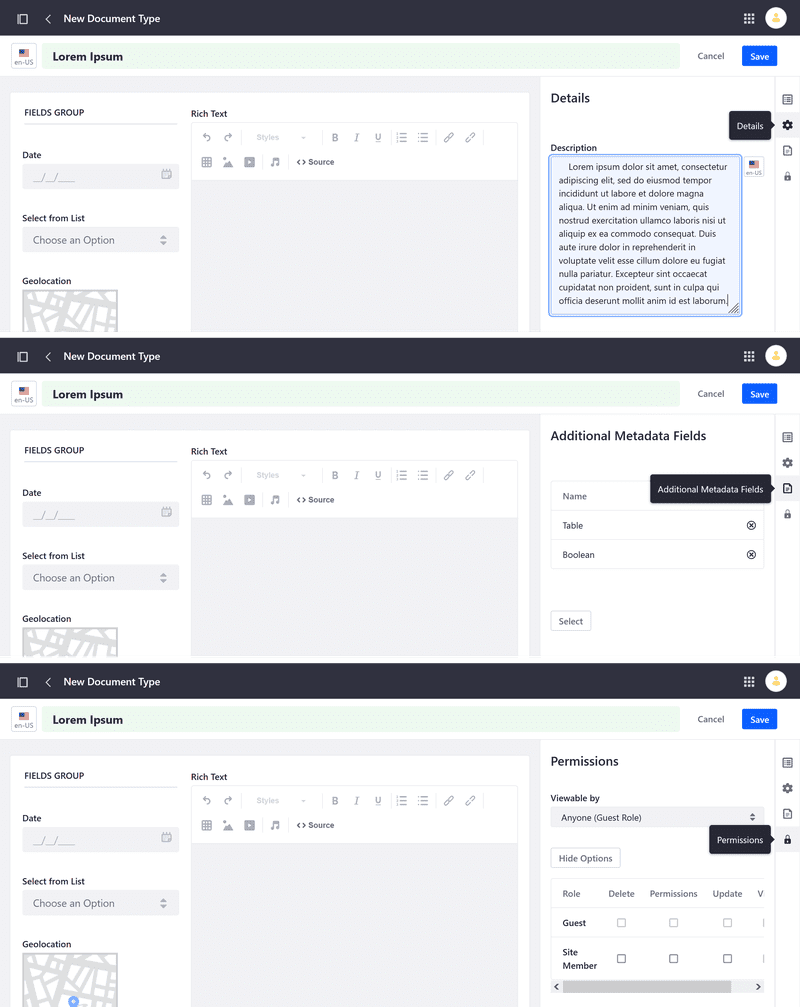 New Document Type
en-US
Lorem Ipsum
Cancel
Save
FIELDS GROUP
Date
__/__/____
Select from List
Choose an Option
Geolocation
Rich Text
Styles
B I U
<> Source
Details
Details
Description
Lorem ipsum dolor sit amet, consectetur
adipiscing elit, sed do eiusmod tempor
incididunt ut labore et dolore magna
aliqua. Ut enim ad minim veniam, quis
nostrud exercitation ullamco laboris nisi ut
aliquip ex ea commodo consequat. Duis
aute irure dolor in reprehenderit in
voluptate velit esse cillum dolore eu fugiat
nulla pariatur. Excepteur sint occaecat
cupidatat non proident, sunt in culpa qui
officia deserunt mollit anim id est laborum.
en-US
New Document Type
en-US
Lorem Ipsum
Cancel
Save
FIELDS GROUP
Date
__/__/____
Select from List
Choose an Option
Geolocation
Rich Text
Styles
B I U
<> Source
Additional Metadata Fields
Name
Additional Metadata Fields
Table
Boolean
Select
New Document Type
en-US
Lorem Ipsum
Cancel
Save
FIELDS GROUP
Date
__/__/____
Select from List
Choose an Option
Geolocation
Rich Text
Styles
B I U
<> Source
Permissions
Viewable by
Anyone (Guest Role)
Permissions
Hide Options
Role Delete Permissions Update
Guest
Site
Member